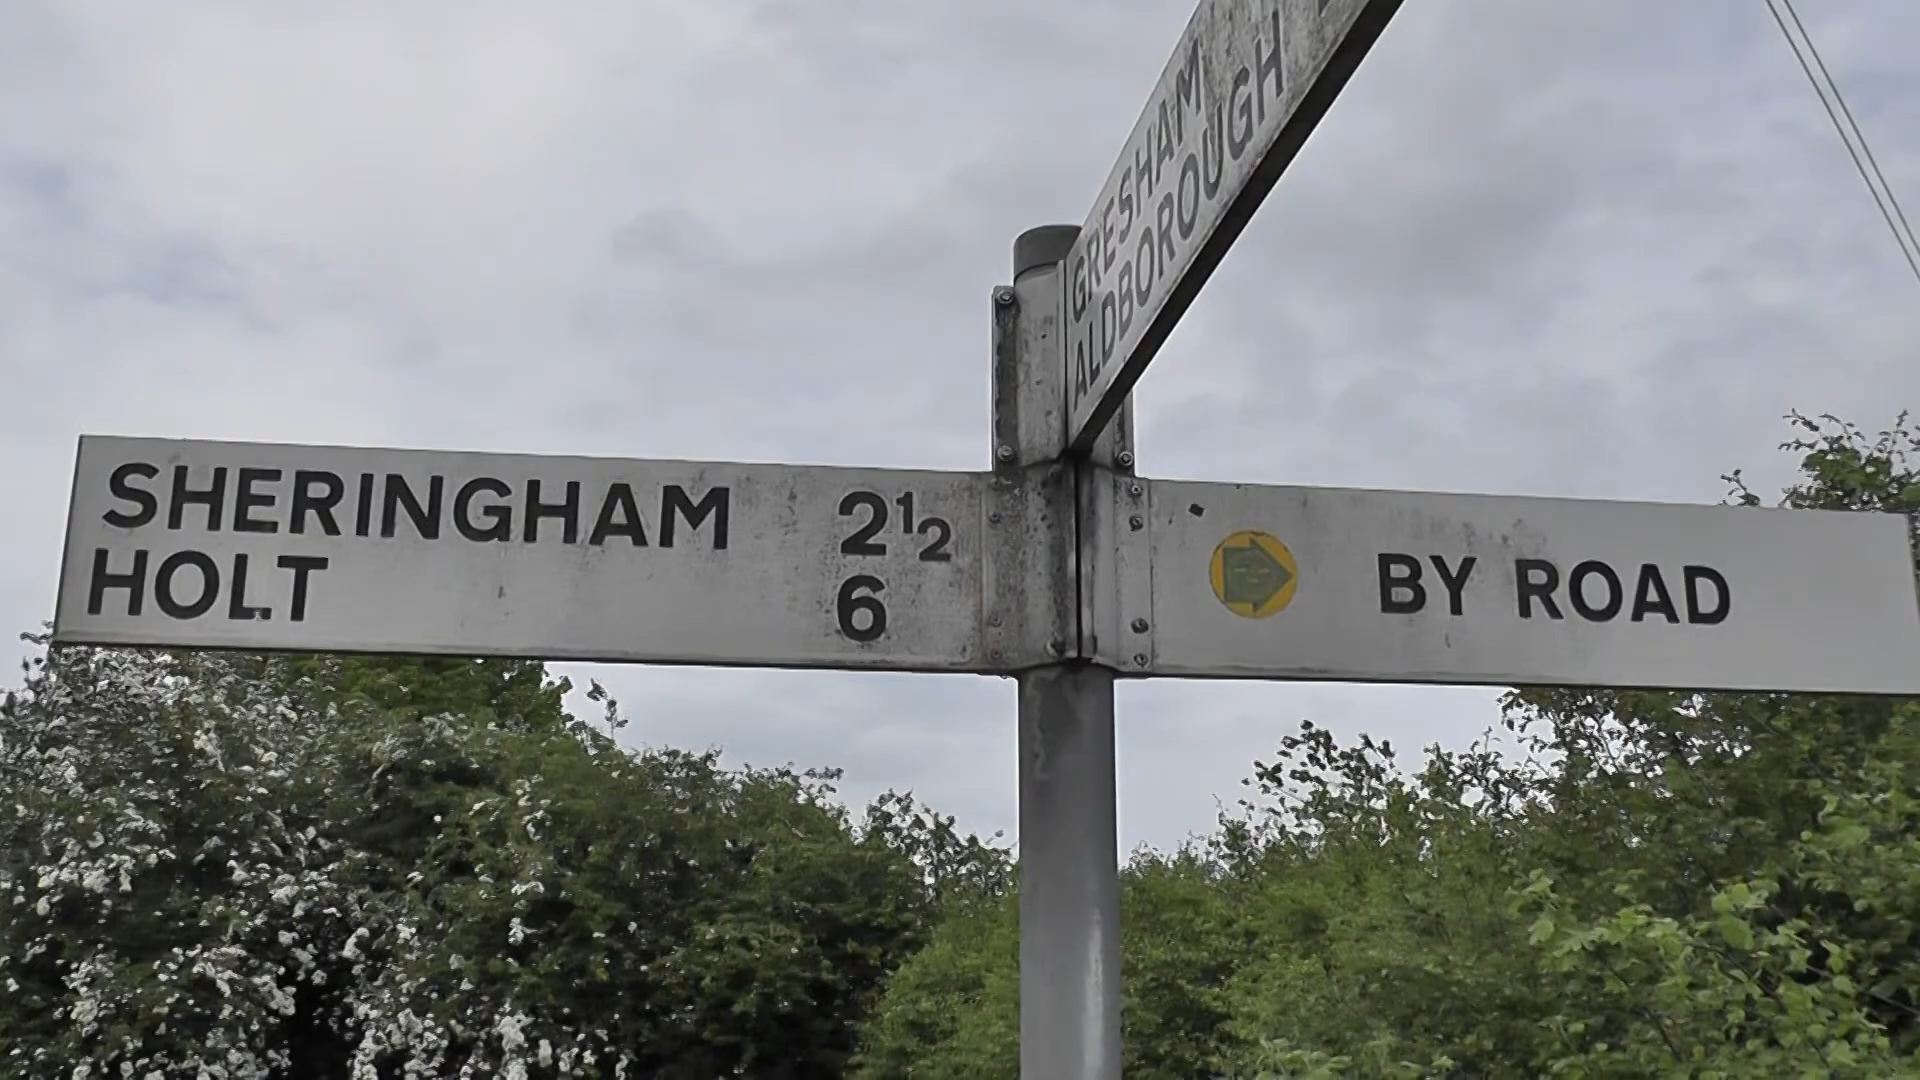 GRESHAM
ALDBOROUGH
SHERINGHAM 2½
HOLT 6
BY ROAD